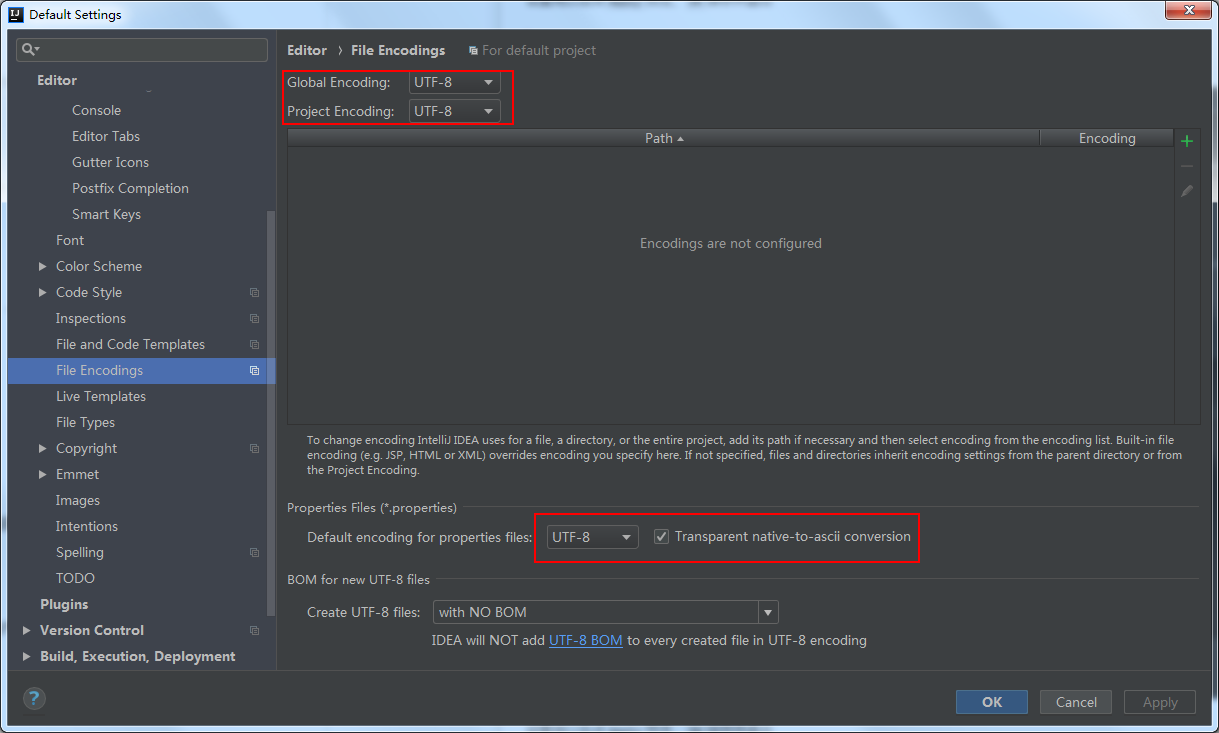 Default Settings
Editor
Console
Editor Tabs
Gutter Icons
Postfix Completion
Smart Keys
Font
Color Scheme
Code Style
Inspections
File and Code Templates
File Encodings
Live Templates
File Types
Copyright
Emmet
Images
Intentions
Spelling
TODO
Plugins
Version Control
Build, Execution, Deployment
Editor › File Encodings For default project
Global Encoding: UTF-8
Project Encoding: UTF-8
Path Encoding
Encodings are not configured
To change encoding IntelliJ IDEA uses for a file, a directory, or the entire project, add its path if necessary and then select encoding from the encoding list. Built-in file
encoding (e.g. JSP, HTML or XML) overrides encoding you specify here. If not specified, files and directories inherit encoding settings from the parent directory or from
the Project Encoding.
Properties Files (*.properties)
Default encoding for properties files: UTF-8 Transparent native-to-ascii conversion
BOM for new UTF-8 files
Create UTF-8 files: with NO BOM
IDEA will NOT add UTF-8 BOM to every created file in UTF-8 encoding
? OK Cancel Apply